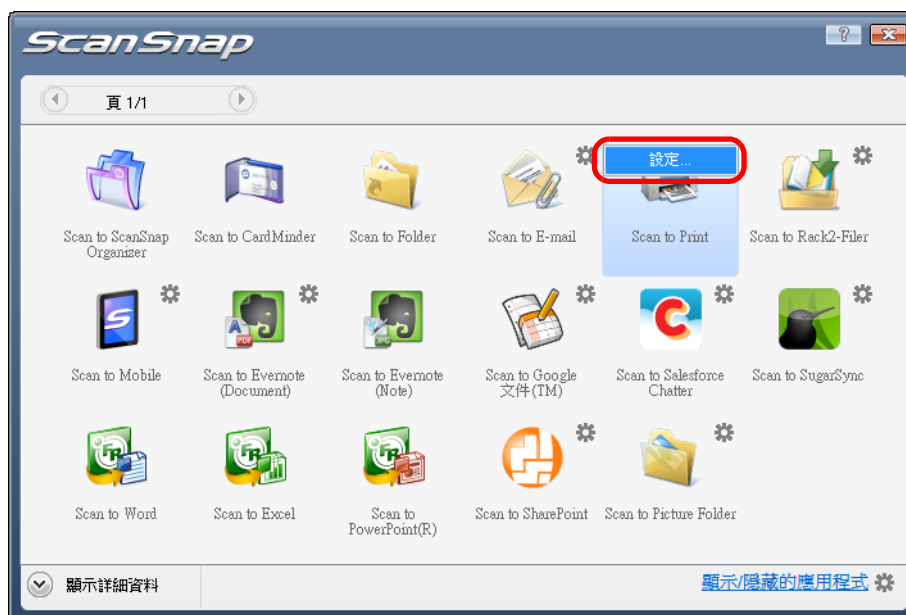 ScanSnap
?
頁 1/1
設定...
Scan to ScanSnap
Organizer
Scan to CardMinder
Scan to Folder
Scan to E-mail
Scan to Print
Scan to Rack2-Filer
Scan to Mobile
Scan to Evernote
(Document)
Scan to Evernote
(Note)
Scan to Google
文件(TM)
Scan to Salesforce
Chatter
Scan to SugarSync
Scan to Word
Scan to Excel
Scan to
PowerPoint(R)
Scan to SharePoint
Scan to Picture Folder
顯示詳細資料
顯示/隱藏的應用程式